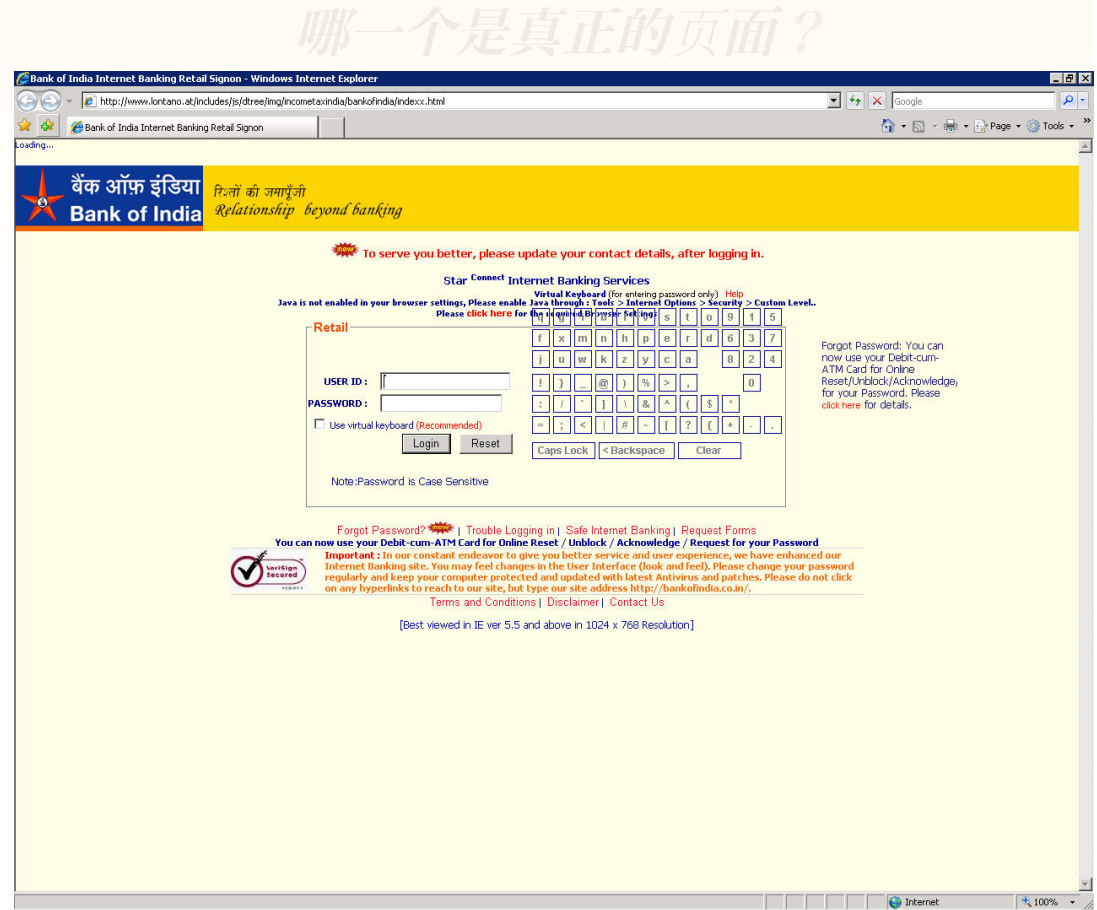 哪一个是真正的页面？
Bank of India Internet Banking Retail Signon - Windows Internet Explorer
http://www.lontano.at/includes/js/dtree/img/incometaxindia/bankofindia/indexx.html
Google
Bank of India Internet Banking Retail Signon
Page
Tools
Loading...
बैंक ऑफ़ इंडिया
Bank of India
रिश्तों की जमापूँजी
Relationship beyond banking
new To serve you better, please update your contact details, after logging in.
Star Connect Internet Banking Services
Virtual Keyboard (for entering password only) Help
Java is not enabled in your browser settings, Please enable Java through : Tools > Internet Options > Security > Custom Level..
Please click here for the required Browser Settings
s t o 9 1 5
Retail
f x m n h p e r d 6 3 7
j u w k z y c a 8 2 4
! } _ @ ) % > , 0
: / ` ] \ & ^ ( $ *
= ; < | # ~ [ ? { + - .
Caps Lock < Backspace Clear
USER ID :
PASSWORD :
Use virtual keyboard (Recommended)
Login Reset
Note:Password is Case Sensitive
Forgot Password: You can
now use your Debit-cum-
ATM Card for Online
Reset/Unblock/Acknowledge,
for your Password. Please
click here for details.
Forgot Password? new | Trouble Logging in | Safe Internet Banking | Request Forms
You can now use your Debit-cum-ATM Card for Online Reset / Unblock / Acknowledge / Request for your Password
VeriSign
Secured
Important : In our constant endeavor to give you better service and user experience, we have enhanced our
Internet Banking site. You may feel changes in the User Interface (look and feel). Please change your password
regularly and keep your computer protected and updated with latest Antivirus and patches. Please do not click
on any hyperlinks to reach to our site, but type our site address http://bankofindia.co.in/.
Terms and Conditions | Disclaimer | Contact Us
[Best viewed in IE ver 5.5 and above in 1024 x 768 Resolution]
Internet
100%